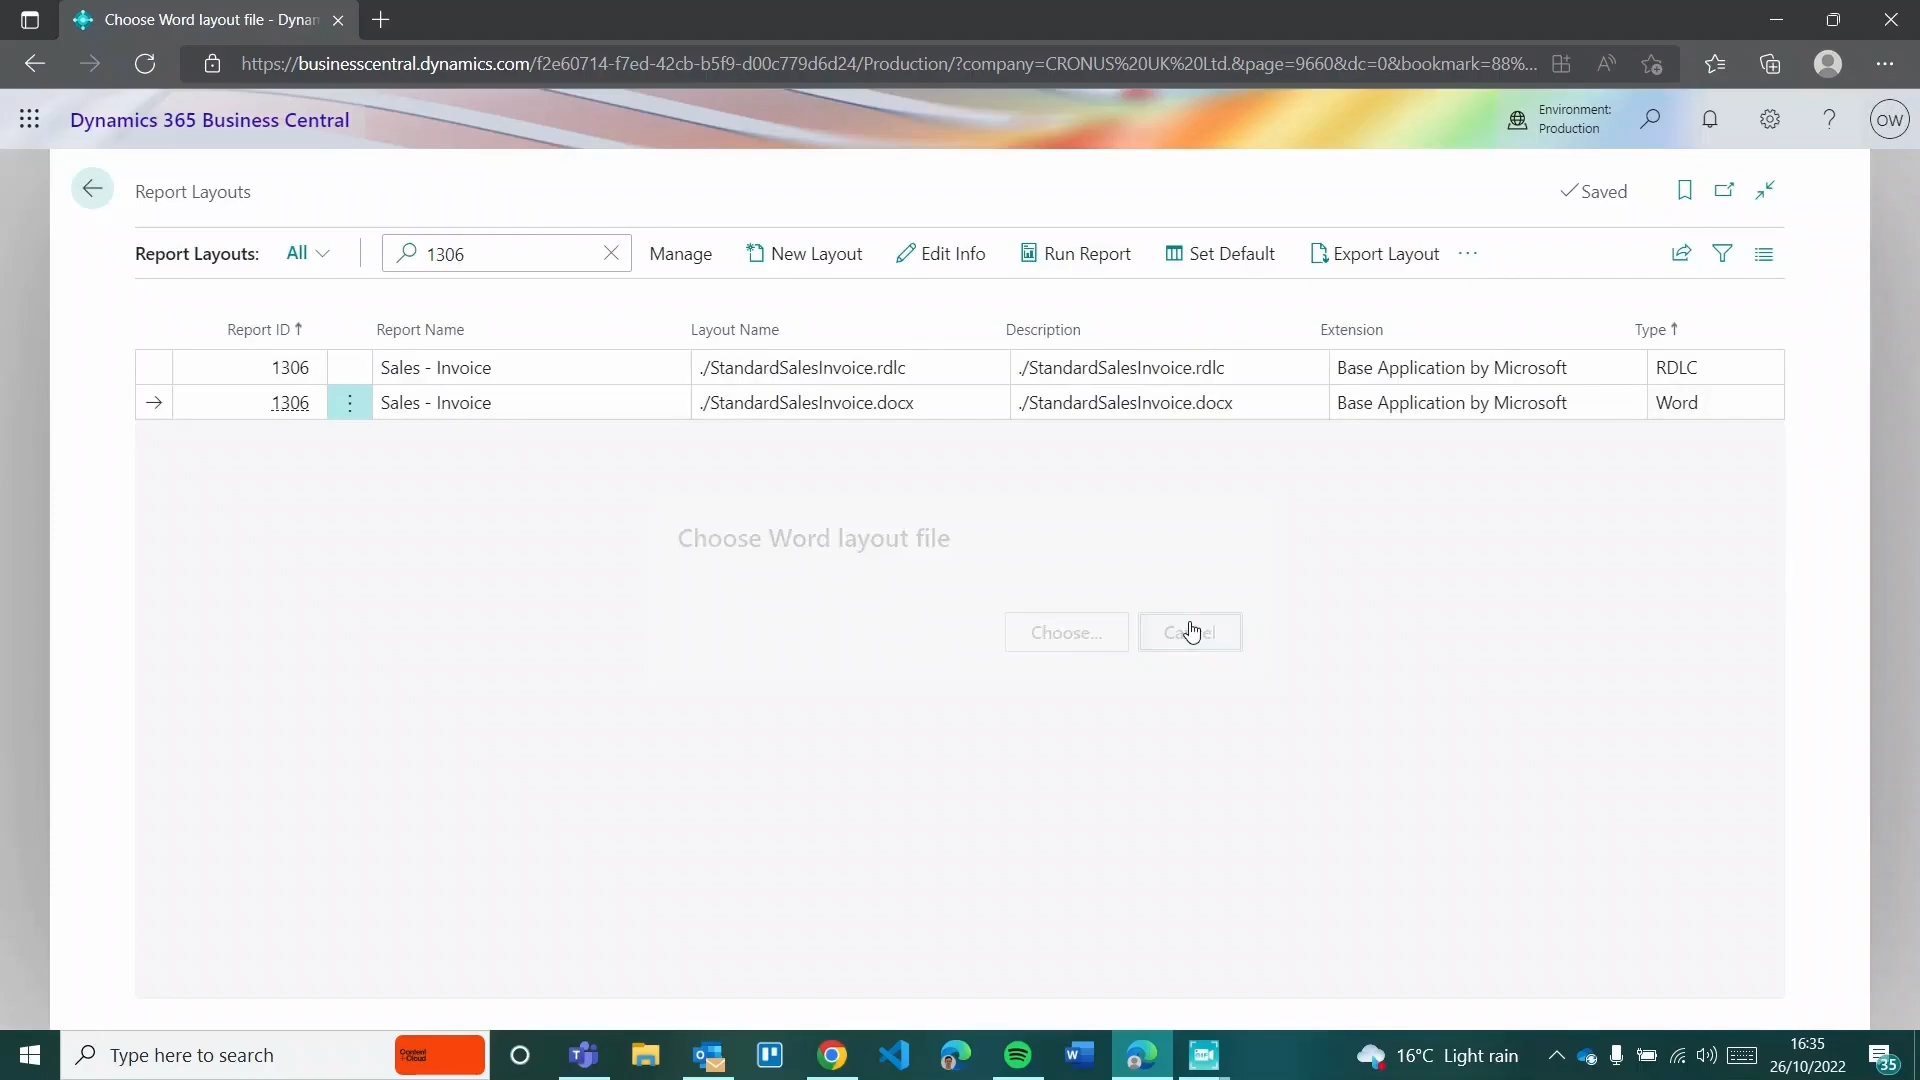 Choose Word layout file - Dynan
https://businesscentral.dynamics.com/f2e60714-f7ed-42cb-b5f9-d00c779d6d24/Production/?company=CRONUS%20UK%20Ltd.&page=9660&dc=0&bookmark=88%...
Dynamics 365 Business Central
Environment:
Production
?
OW
Report Layouts
Saved
Report Layouts: All 1306 Manage New Layout Edit Info Run Report Set Default Export Layout ...
Report ID ↑ Report Name Layout Name Description Extension Type ↑
1306 Sales - Invoice ./StandardSalesInvoice.rdlc ./StandardSalesInvoice.rdlc Base Application by Microsoft RDLC
1306 Sales - Invoice ./StandardSalesInvoice.docx ./StandardSalesInvoice.docx Base Application by Microsoft Word
Choose Word layout file
Choose... Cancel
Type here to search
Content
+Cloud
16°C Light rain
16:35
26/10/2022
35